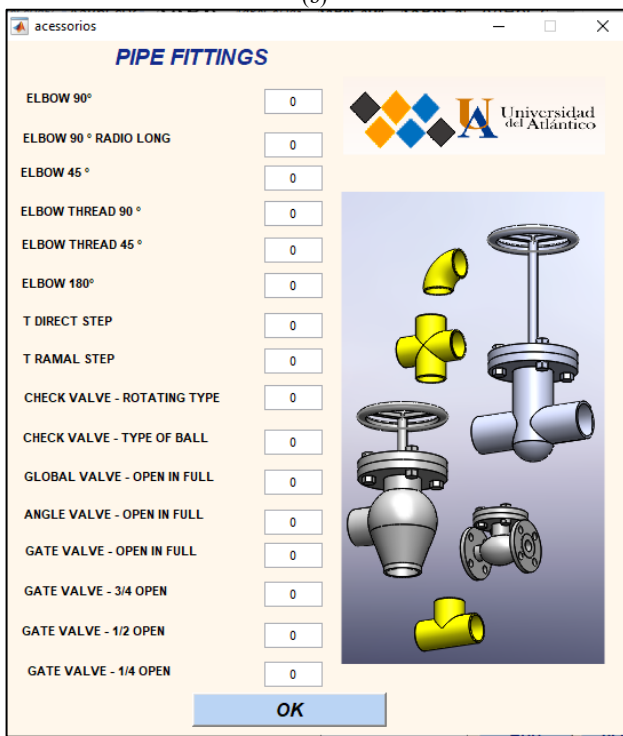 acessorios
PIPE FITTINGS
ELBOW 90° 0
ELBOW 90 ° RADIO LONG 0
ELBOW 45 ° 0
ELBOW THREAD 90 ° 0
ELBOW THREAD 45 ° 0
ELBOW 180° 0
T DIRECT STEP 0
T RAMAL STEP 0
CHECK VALVE - ROTATING TYPE 0
CHECK VALVE - TYPE OF BALL 0
GLOBAL VALVE - OPEN IN FULL 0
ANGLE VALVE - OPEN IN FULL 0
GATE VALVE - OPEN IN FULL 0
GATE VALVE - 3/4 OPEN 0
GATE VALVE - 1/2 OPEN 0
GATE VALVE - 1/4 OPEN 0
OK
UA
Universidad
del Atlántico